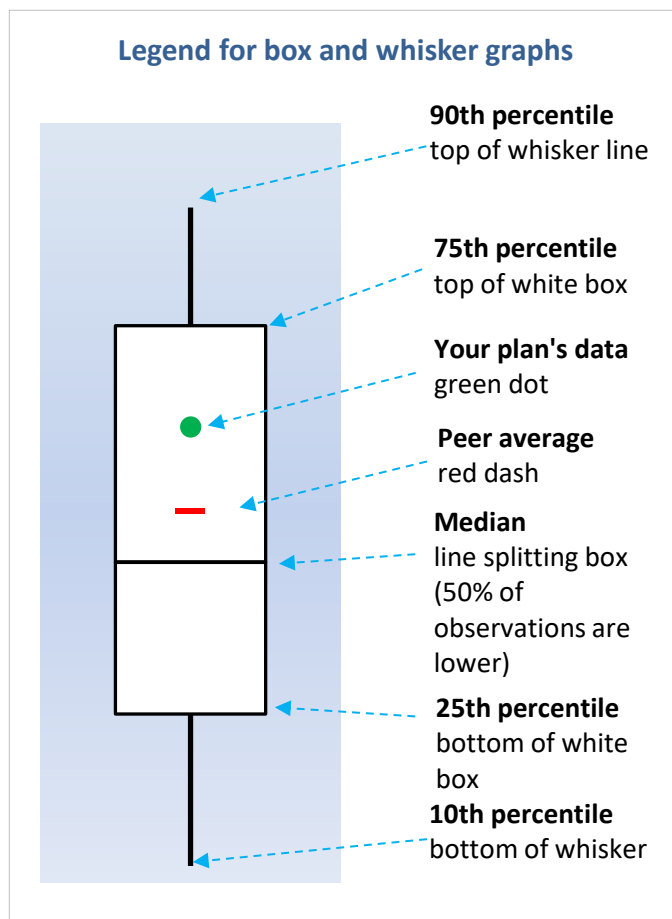 Legend for box and whisker graphs
90th percentile
top of whisker line
75th percentile
top of white box
Your plan's data
green dot
Peer average
red dash
Median
line splitting box
(50% of
observations are
lower)
25th percentile
bottom of white
box
10th percentile
bottom of whisker